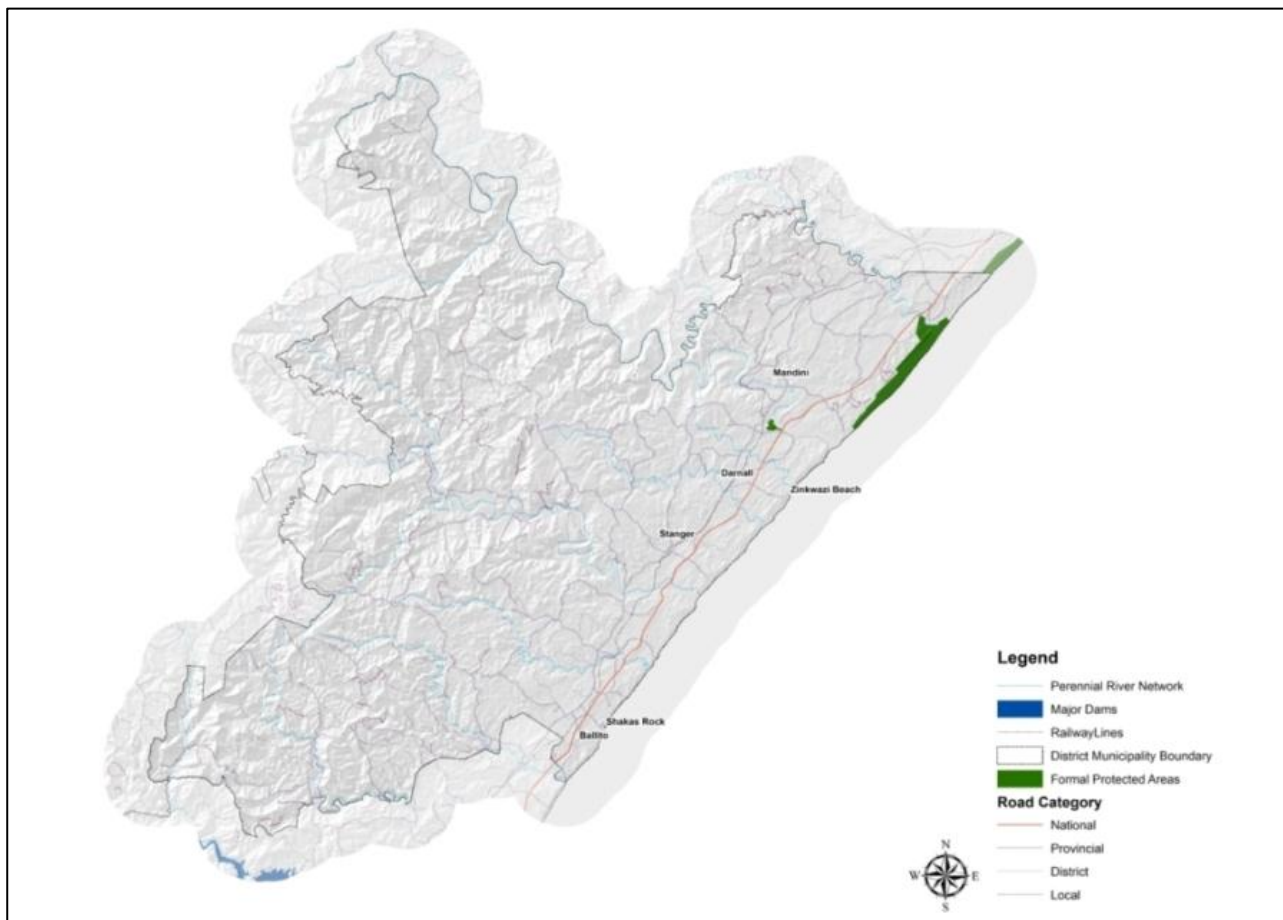 Mandini
Darnall
Zinkwazi Beach
Stanger
Shakas Rock
Ballito
Legend
Perennial River Network
Major Dams
RailwayLines
District Municipality Boundary
Formal Protected Areas
Road Category
National
Provincial
District
Local
N
W
E
S